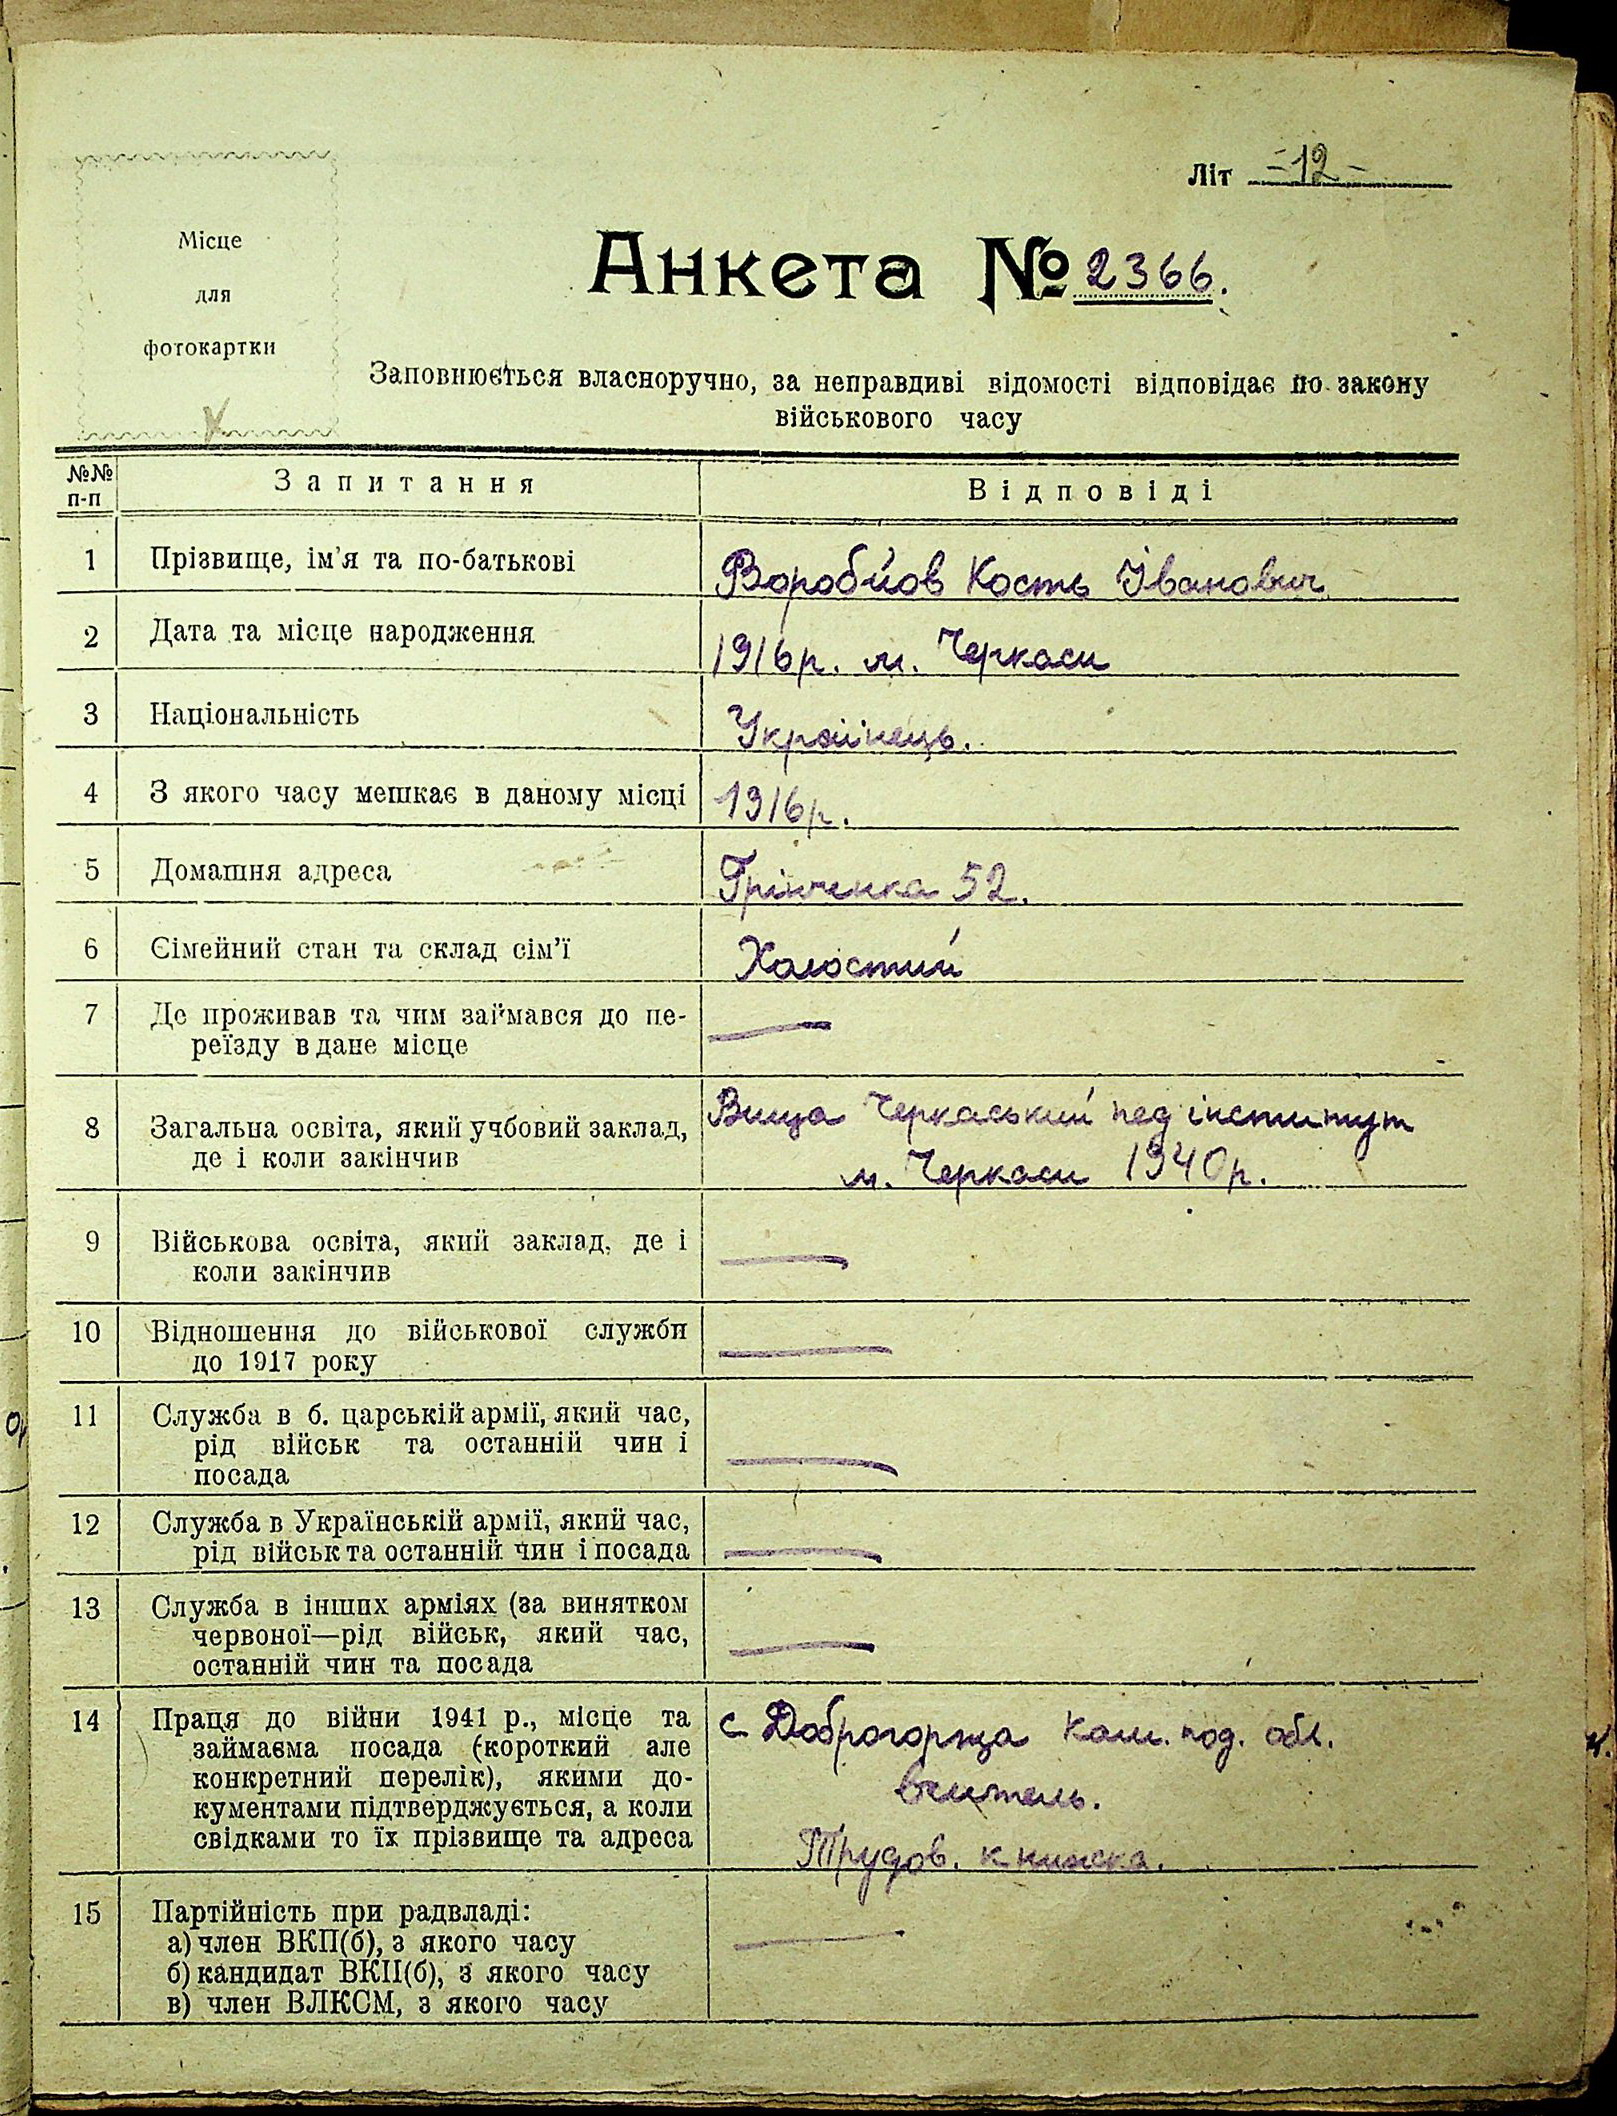 Літ -12-
Місце
для
фотокартки
Анкета № 2366.
Заповнюється власноручно, за неправдиві відомості відповідає по закону
військового часу
№№ п-п
Запитання
Відповіді
1 Прізвище, ім'я та по-батькові
Воробйов Кость Іванович
2 Дата та місце народження
1916р. м. Черкаси
3 Національність
Українець.
4 З якого часу мешкає в даному місці
1916р.
5 Домашня адреса
Грінченка 52.
6 Сімейний стан та склад сім'ї
Холостий
7 Де проживав та чим займався до пе-
реїзду в дане місце
—
8 Загальна освіта, який учбовий заклад,
де і коли закінчив
Вища Черкаський пед інститут
м. Черкаси 1940р.
9 Військова освіта, який заклад, де і
коли закінчив
—
10 Відношення до військової служби
до 1917 року
—
11 Служба в б. царській армії, який час,
рід військ та останній чин і
посада
—
12 Служба в Українській армії, який час,
рід військ та останній чин і посада
—
13 Служба в інших арміях (за винятком
червоної—рід військ, який час,
останній чин та посада
—
14 Праця до війни 1941 р., місце та
займаєма посада (короткий але
конкретний перелік), якими до-
кументами підтверджується, а коли
свідками то їх прізвище та адреса
с Доброгорща Кам. под. обл.
вчитель.
Трудов. книжка.
15 Партійність при радвладі:
а) член ВКП(б), з якого часу
б) кандидат ВКП(б), з якого часу
в) член ВЛКСМ, з якого часу
—